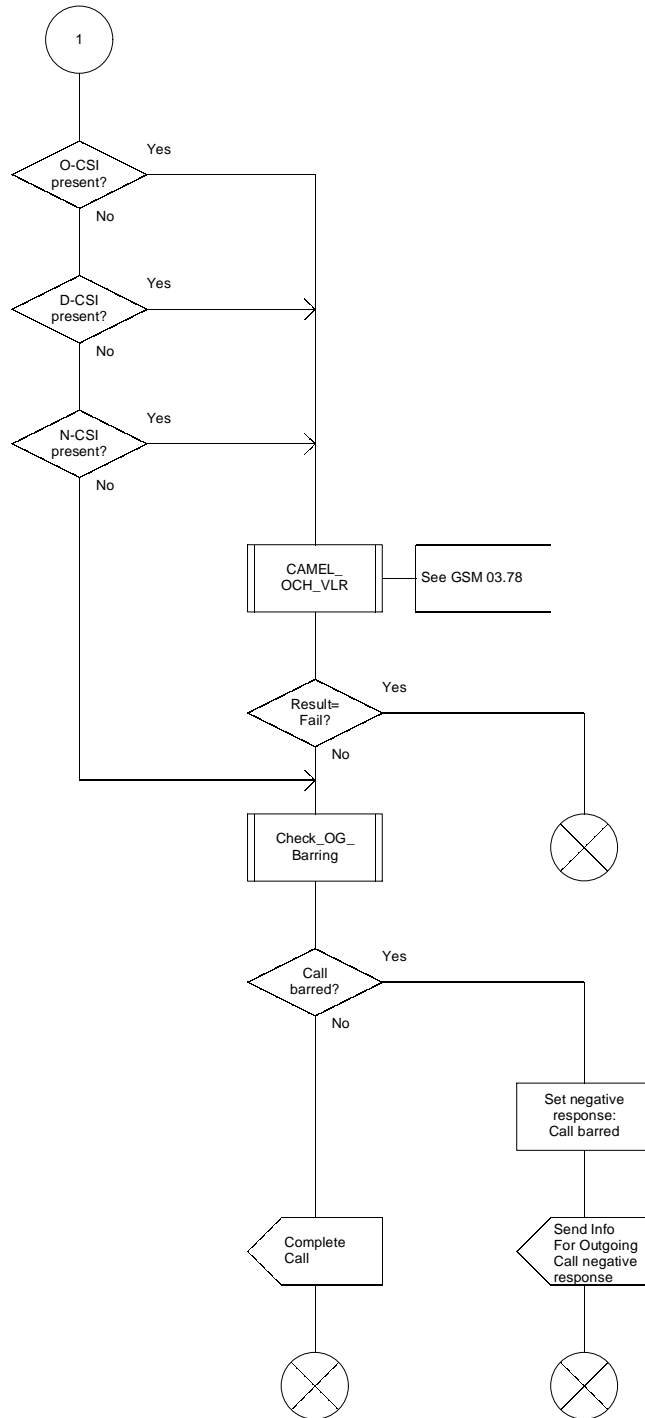 1
Yes
O-CSI
present?
No
Yes
D-CSI
present?
No
Yes
N-CSI
present?
No
CAMEL_
OCH_VLR
See GSM 03.78
Yes
Result=
Fail?
No
Check_OG_
Barring
Yes
Call
barred?
No
Set negative
response:
Call barred
Complete
Call
Send Info
For Outgoing
Call negative
response